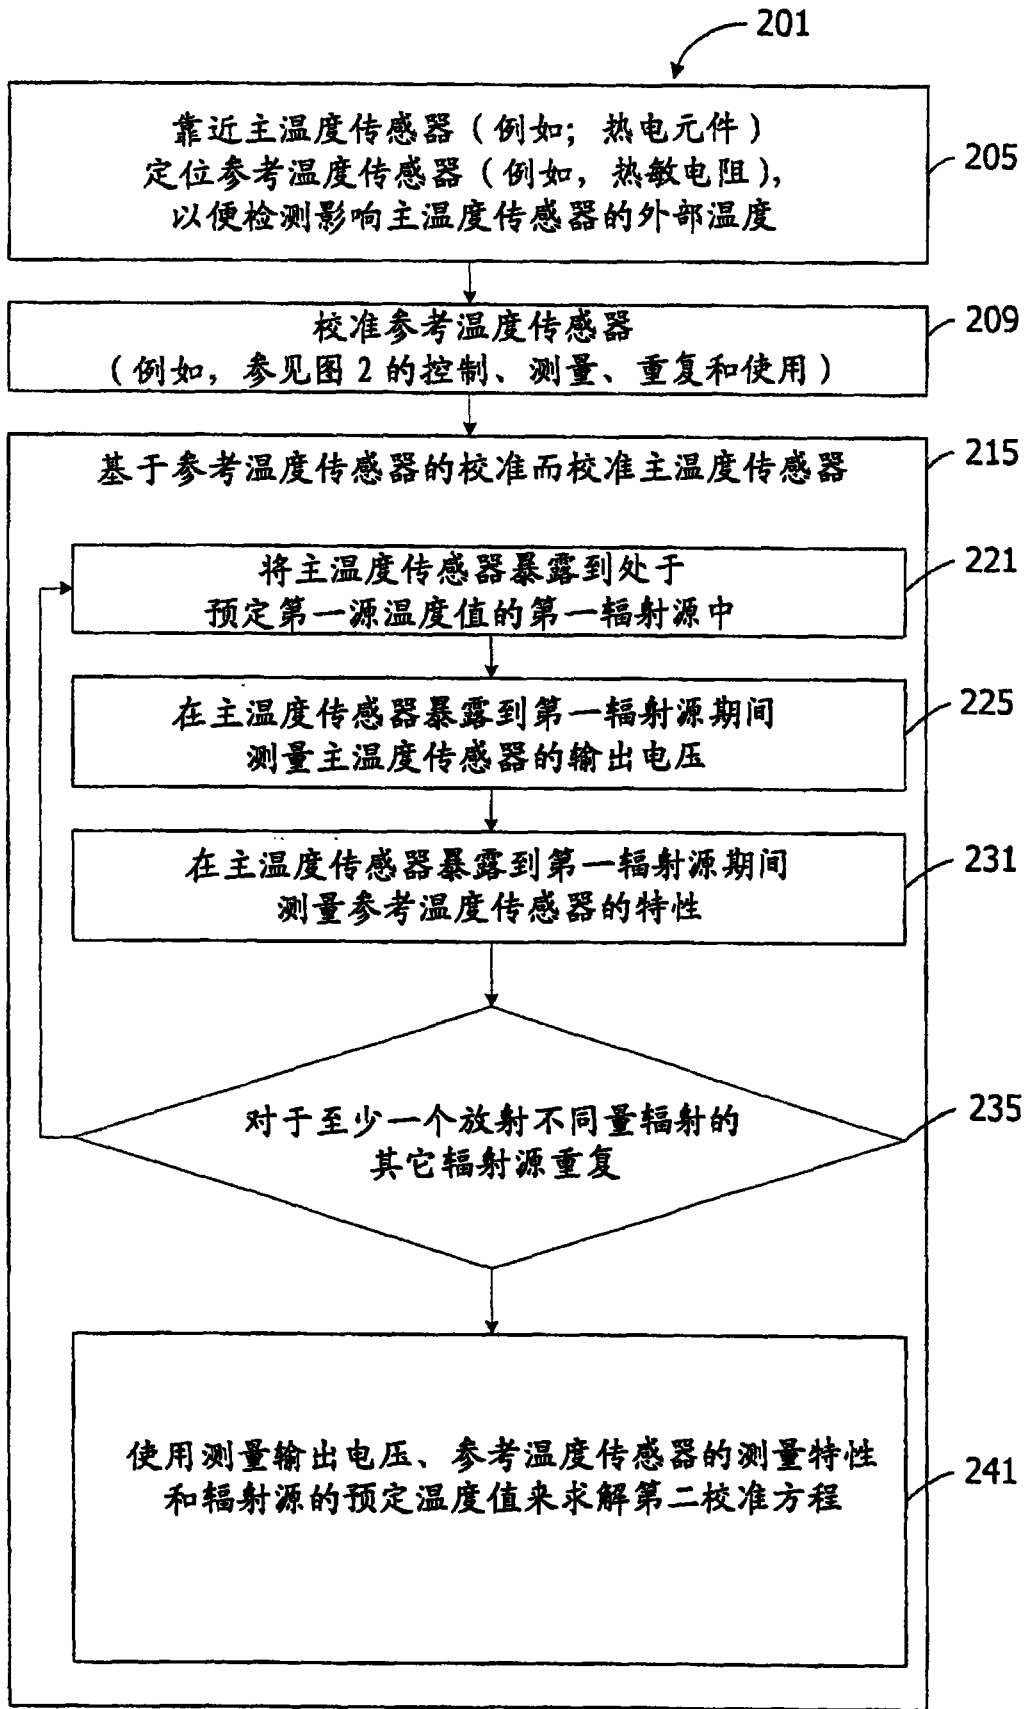 201
靠近主温度传感器(例如;热电元件)
定位参考温度传感器(例如,热敏电阻),
以便检测影响主温度传感器的外部温度
205
校准参考温度传感器
(例如,参见图2的控制、测量、重复和使用)
209
基于参考温度传感器的校准而校准主温度传感器
215
将主温度传感器暴露到处于
预定第一源温度值的第一辐射源中
221
在主温度传感器暴露到第一辐射源期间
测量主温度传感器的输出电压
225
在主温度传感器暴露到第一辐射源期间
测量参考温度传感器的特性
231
对于至少一个放射不同量辐射的
其它辐射源重复
235
使用测量输出电压、参考温度传感器的测量特性
和辐射源的预定温度值来求解第二校准方程
241